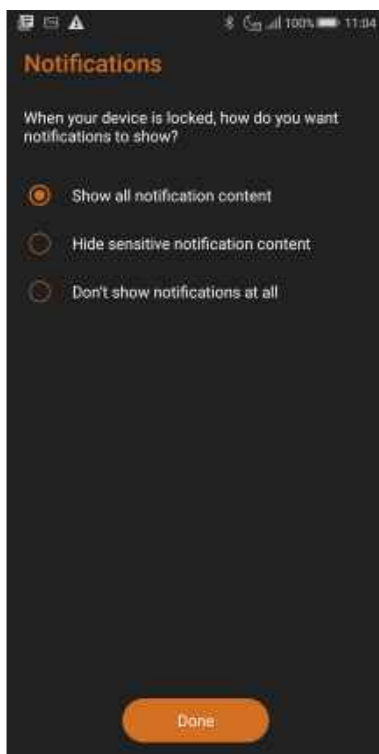 100% 11:04
Notifications
When your device is locked, how do you want
notifications to show?
Show all notification content
Hide sensitive notification content
Don't show notifications at all
Done